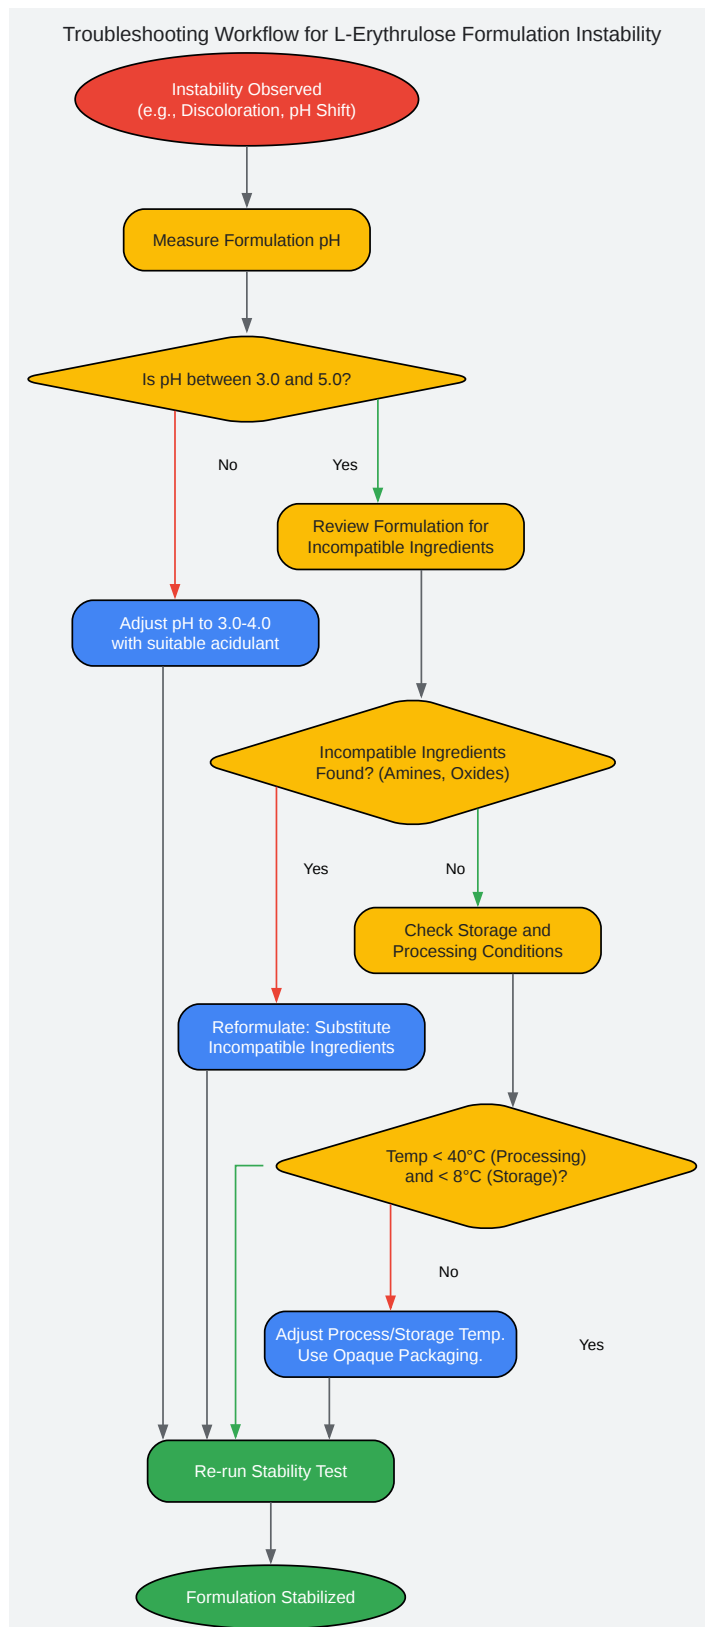 Troubleshooting Workflow for L-Erythrulose Formulation Instability
Instability Observed
(e.g., Discoloration, pH Shift)
Measure Formulation pH
Is pH between 3.0 and 5.0?
No
Yes
Review Formulation for
Incompatible Ingredients
Adjust pH to 3.0-4.0
with suitable acidulant
Incompatible Ingredients
Found? (Amines, Oxides)
Yes
No
Check Storage and
Processing Conditions
Reformulate: Substitute
Incompatible Ingredients
Temp < 40°C (Processing)
and < 8°C (Storage)?
No
Adjust Process/Storage Temp.
Use Opaque Packaging.
Yes
Re-run Stability Test
Formulation Stabilized